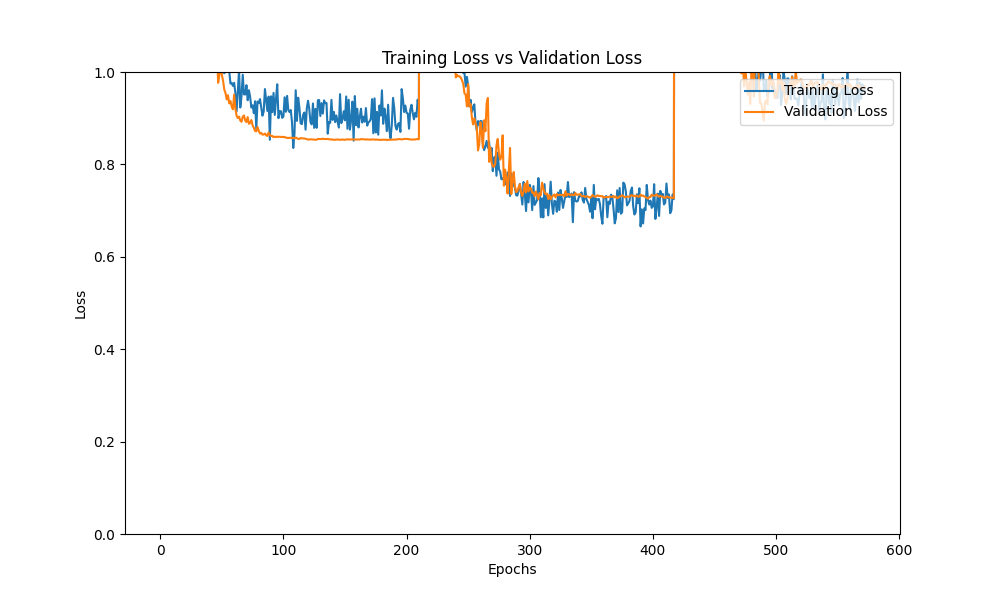 Training Loss vs Validation Loss
1.0
0.8
0.6
0.4
0.2
0.0
Loss
0 100 200 300 400 500 600
Epochs
Training Loss
Validation Loss